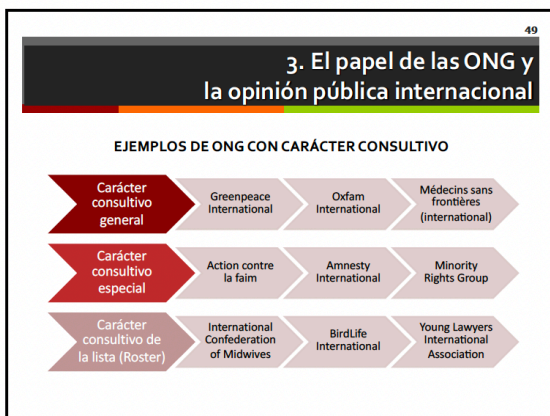 49
3. El papel de las ONG y
la opinión pública internacional
EJEMPLOS DE ONG CON CARÁCTER CONSULTIVO
Carácter
consultivo
general
Greenpeace
International
Oxfam
International
Médecins sans
frontières
(international)
Carácter
consultivo
especial
Action contre
la faim
Amnesty
International
Minority
Rights Group
Carácter
consultivo de
la lista (Roster)
International
Confederation
of Midwives
BirdLife
International
Young Lawyers
International
Association